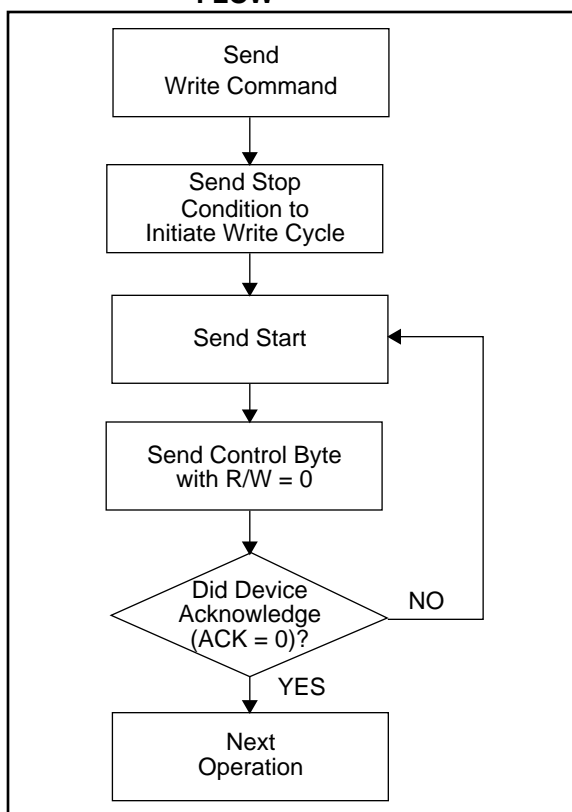 FLOW
Send
Write Command
Send Stop
Condition to
Initiate Write Cycle
Send Start
Send Control Byte
with R/W = 0
Did Device
Acknowledge
(ACK = 0)?
NO
YES
Next
Operation